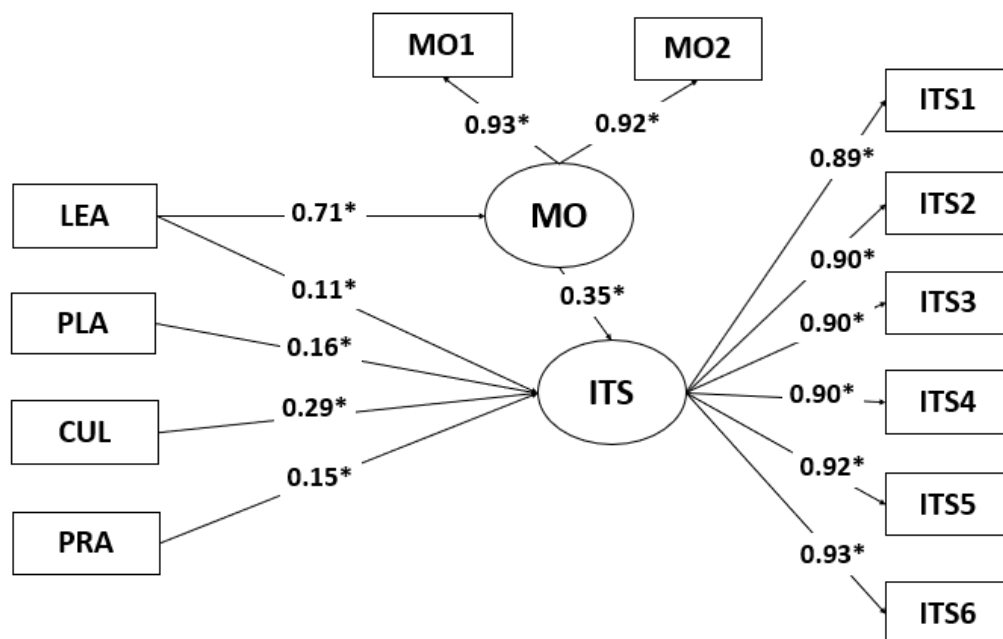 MO1
MO2
ITS1
0.93*
0.92*
0.89*
LEA
0.71*
MO
ITS2
0.90*
0.11*
0.35*
ITS3
PLA
0.16*
0.90*
ITS
0.90*
ITS4
CUL
0.29*
0.92*
0.15*
ITS5
PRA
0.93*
ITS6